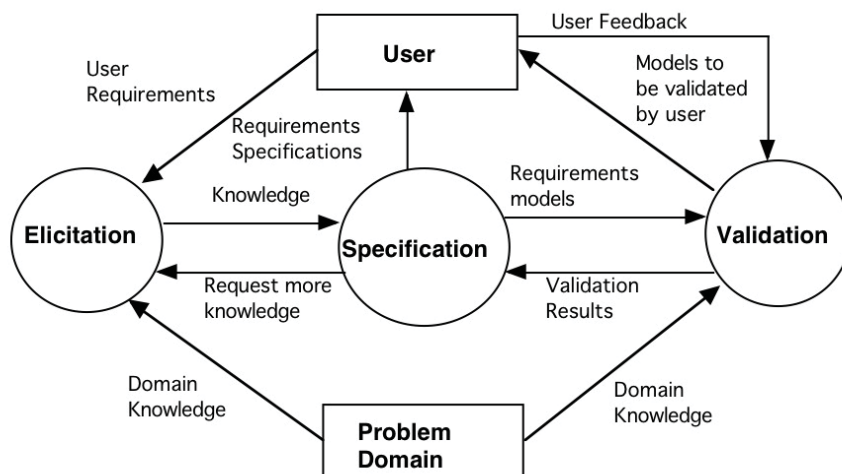 User Feedback
User
Models to
be validated
by user
User
Requirements
Requirements
Specifications
Knowledge
Requirements
models
Elicitation
Specification
Validation
Request more
knowledge
Validation
Results
Domain
Knowledge
Domain
Knowledge
Problem
Domain